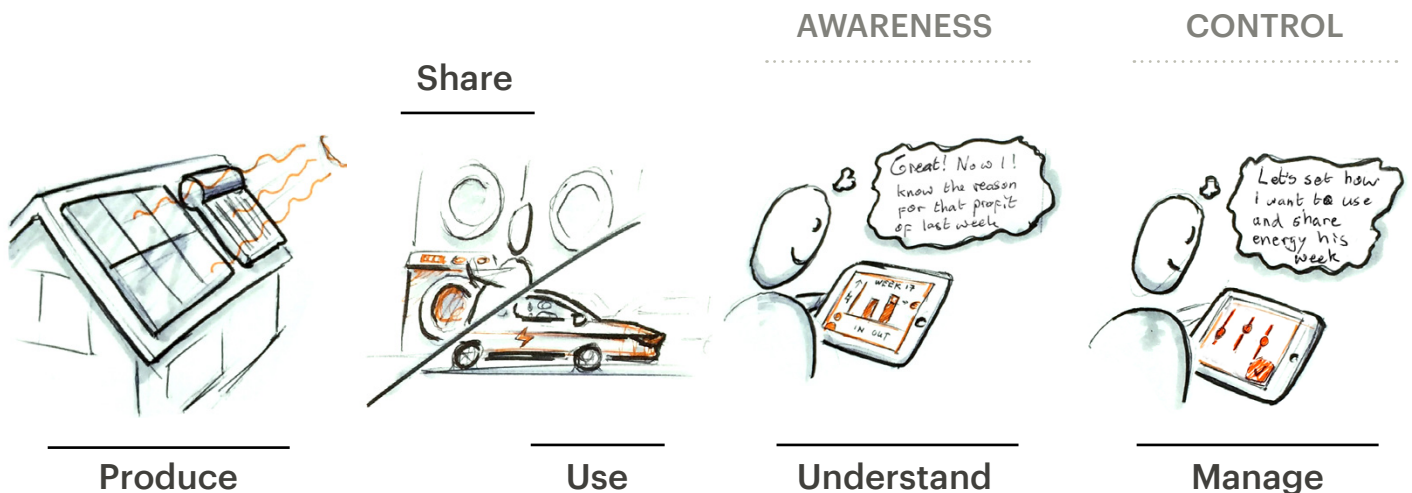 AWARENESS
CONTROL
Share
Great! Now I!
know the reason
for that profit
of last week
Let's set how
i want to use
and share
energy his
week
WEEK 17
IN OUT
Produce
Use
Understand
Manage